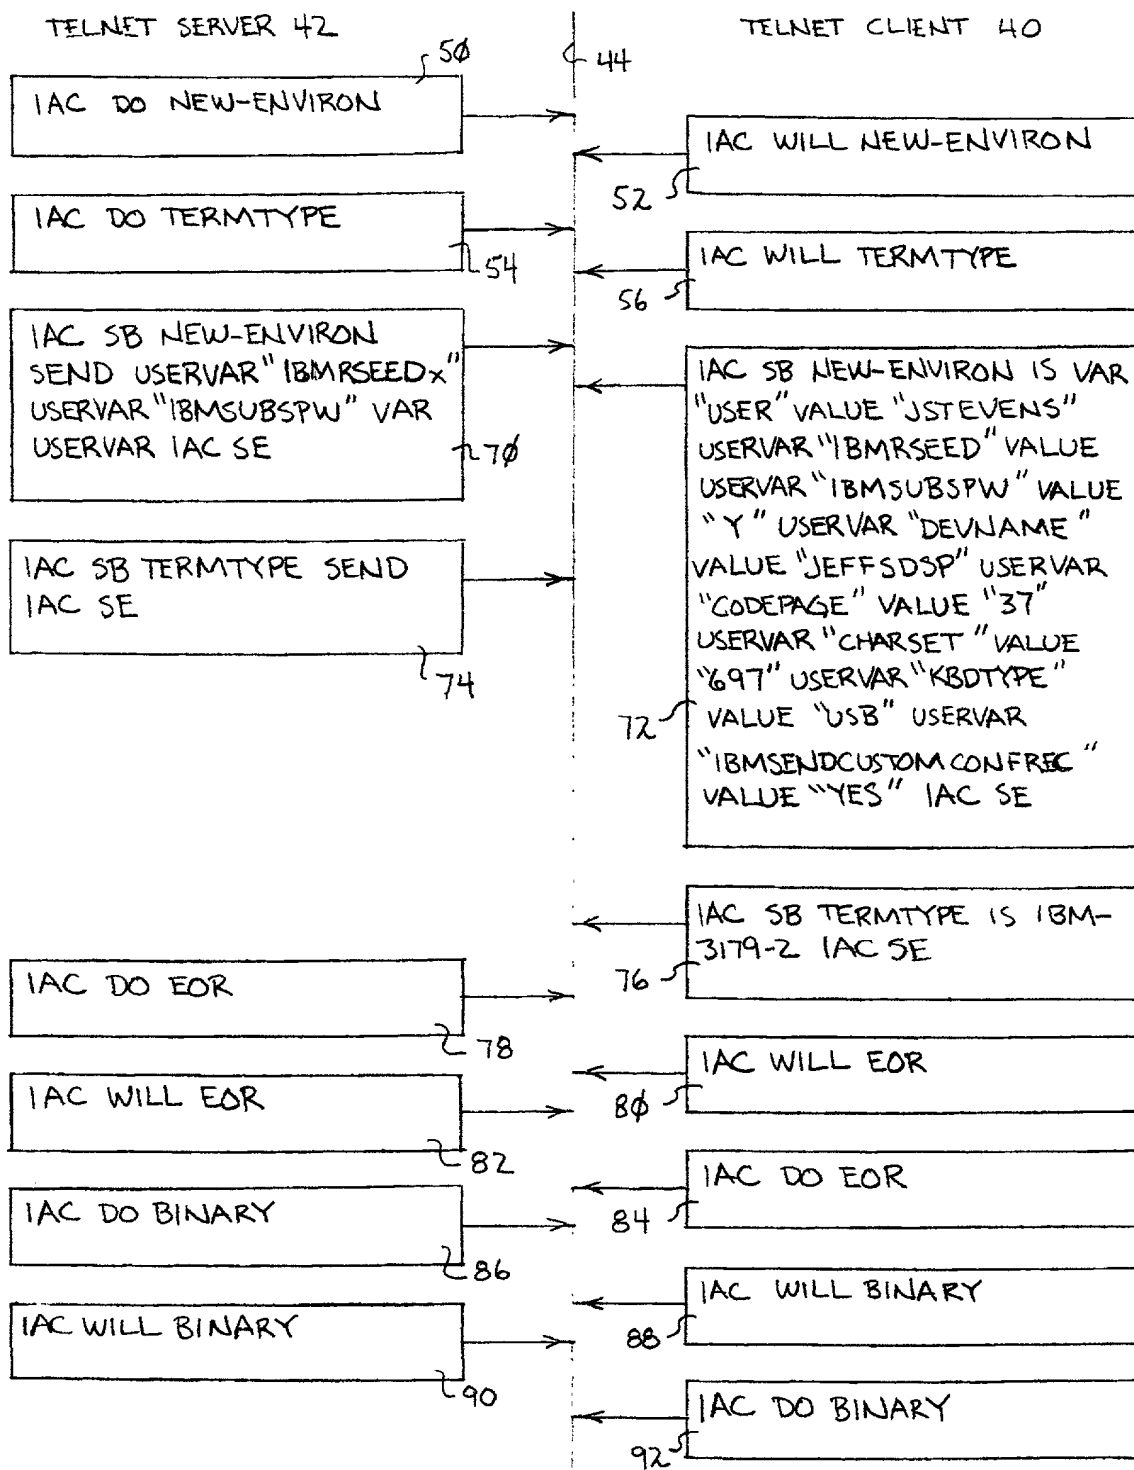 TELNET SERVER 42
TELNET CLIENT 40
44
50
IAC DO NEW-ENVIRON
IAC WILL NEW-ENVIRON
52
IAC DO TERMTYPE
54
IAC WILL TERMTYPE
56
IAC SB NEW-ENVIRON
SEND USERVAR "IBMRSEEDx"
USERVAR "IBMSUBSPW" VAR
USERVAR IAC SE
70
IAC SB NEW-ENVIRON IS VAR
"USER" VALUE "JSTEVENS"
USERVAR "IBMRSEED" VALUE
USERVAR "IBMSUBSPW" VALUE
"Y" USERVAR "DEVNAME"
VALUE "JEFFSDSP" USERVAR
"CODEPAGE" VALUE "37"
USERVAR "CHARSET" VALUE
"697" USERVAR "KBDTYPE"
VALUE "USB" USERVAR
"IBMSENDCUSTOMCONFREC"
VALUE "YES" IAC SE
72
IAC SB TERMTYPE SEND
IAC SE
74
IAC SB TERMTYPE IS IBM-
3179-2 IAC SE
76
IAC DO EOR
78
IAC WILL EOR
80
IAC WILL EOR
82
IAC DO EOR
84
IAC DO BINARY
86
IAC WILL BINARY
88
IAC WILL BINARY
90
IAC DO BINARY
92